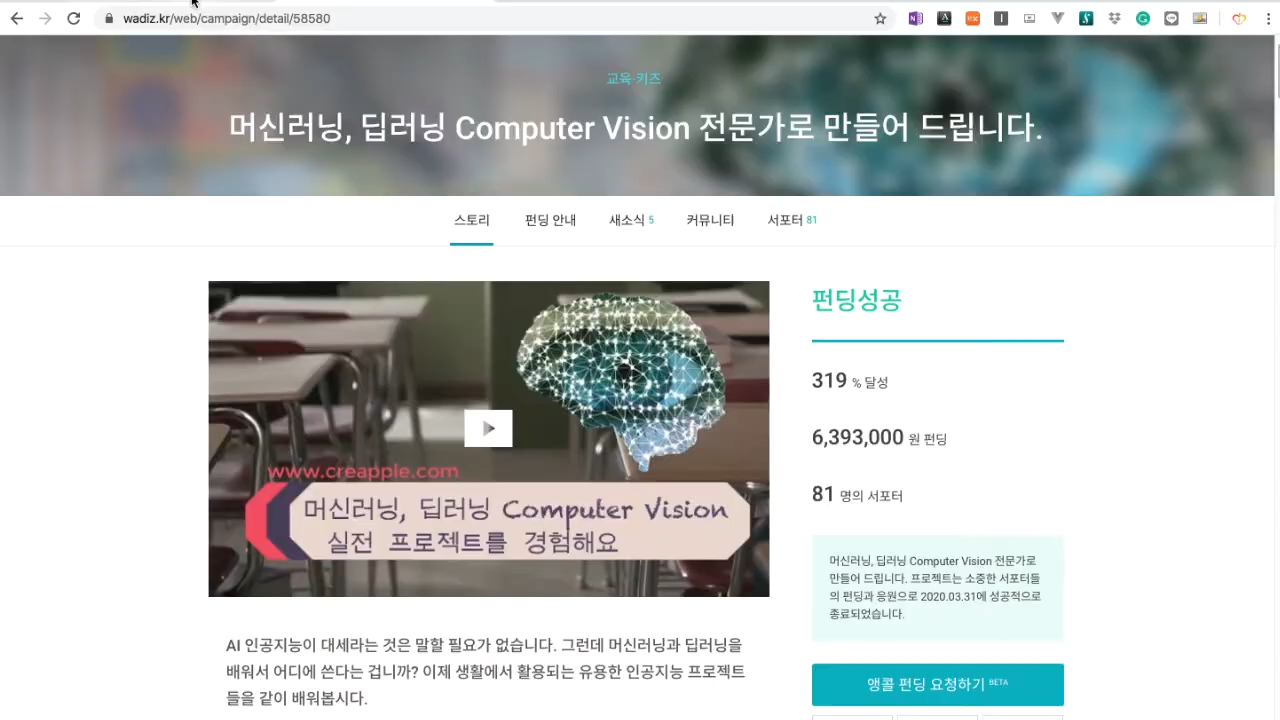 wadiz.kr/web/campaign/detail/58580
교육·키즈
머신러닝, 딥러닝 Computer Vision 전문가로 만들어 드립니다.
스토리 펀딩 안내 새소식 5 커뮤니티 서포터 81
www.creapple.com
머신러닝, 딥러닝 Computer Vision
실전 프로젝트를 경험해요
펀딩성공
319 % 달성
6,393,000 원 펀딩
81 명의 서포터
머신러닝, 딥러닝 Computer Vision 전문가로
만들어 드립니다. 프로젝트는 소중한 서포터들
의 펀딩과 응원으로 2020.03.31에 성공적으로
종료되었습니다.
앵콜 펀딩 요청하기 BETA
AI 인공지능이 대세라는 것은 말할 필요가 없습니다. 그런데 머신러닝과 딥러닝을
배워서 어디에 쓴다는 겁니까? 이제 생활에서 활용되는 유용한 인공지능 프로젝트
들을 같이 배워봅시다.